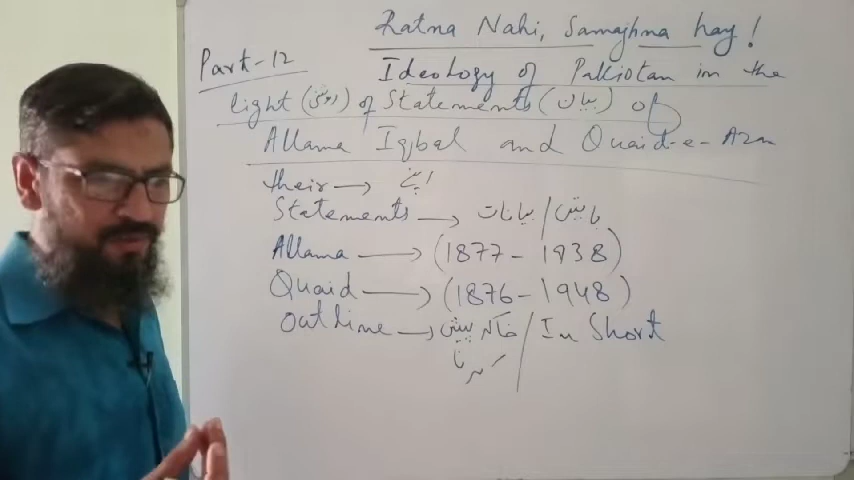 Ratna Nahi, Samajhna hay!
Part-12
Ideology of Pakistan in the
light (روشنی) of Statements (بیان) of
Allama Iqbal and Quaid-e-Azam
their → اپنے
Statements → بیانات / باتیں
Allama → (1877 - 1938)
Quaid → (1876 - 1948)
Outline → خاکہ پیش / In Short
کرنا